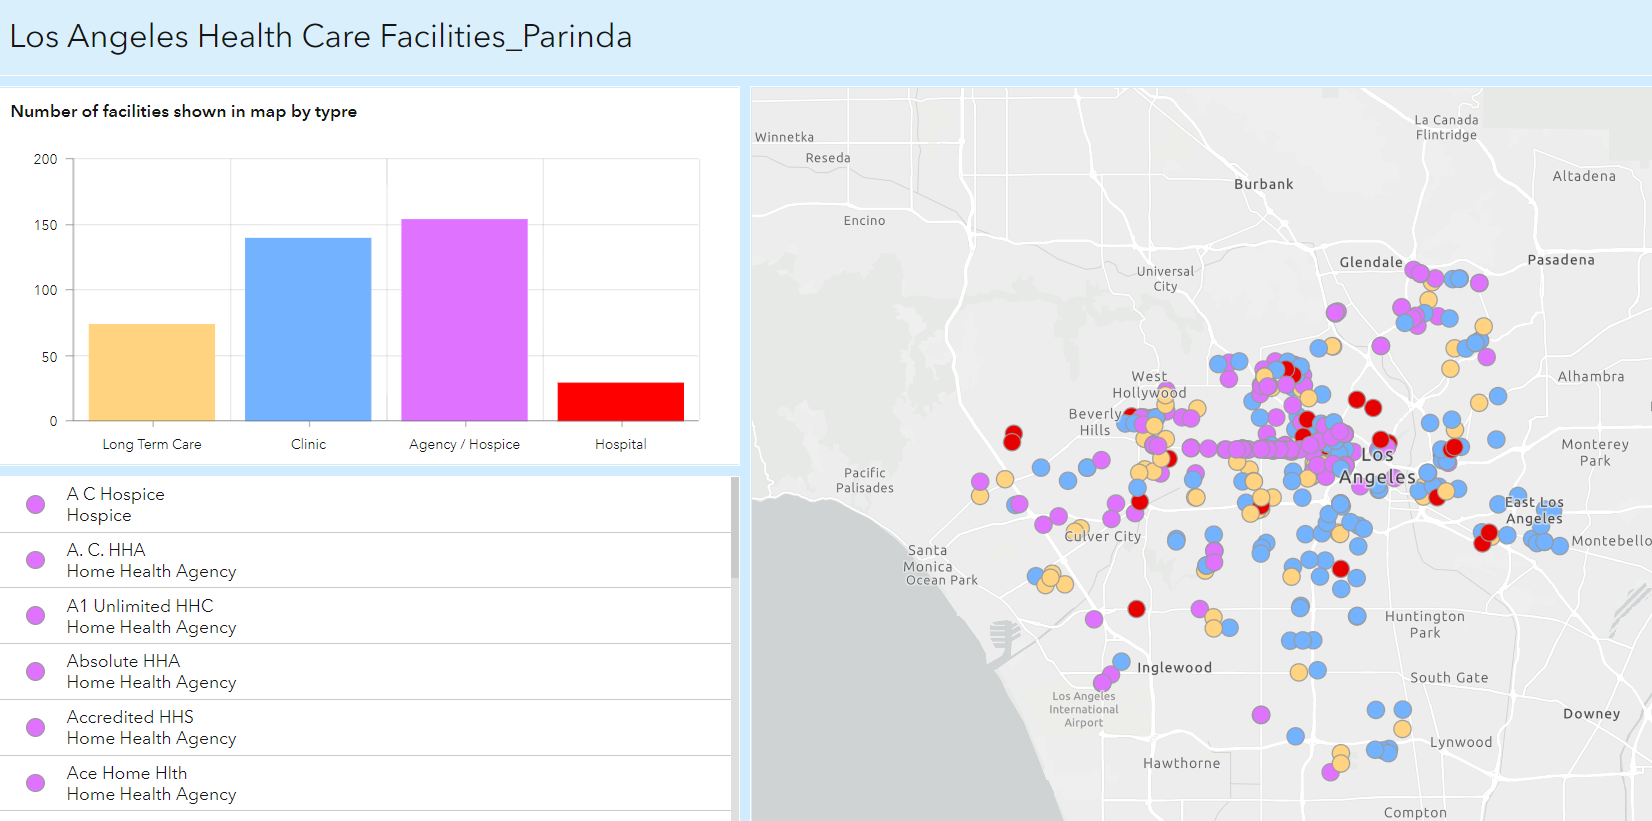 Los Angeles Health Care Facilities_Parinda
Number of facilities shown in map by typre
200
150
100
50
0
Long Term Care
Clinic
Agency / Hospice
Hospital
A C Hospice
Hospice
A. C. HHA
Home Health Agency
A1 Unlimited HHC
Home Health Agency
Absolute HHA
Home Health Agency
Accredited HHS
Home Health Agency
Ace Home Hlth
Home Health Agency
La Canada
Flintridge
Winnetka
Reseda
Altadena
Burbank
Encino
Glendale
Pasadena
Universal
City
West
Hollywood
Alhambra
Beverly
Hills
Monterey
Park
Los
Angeles
Pacific
Palisades
East Los
Angeles
Culver City
Montebello
Santa
Monica
Ocean Park
Huntington
Park
Inglewood
South Gate
Los Angeles
International
Airport
Downey
Lynwood
Hawthorne
Compton